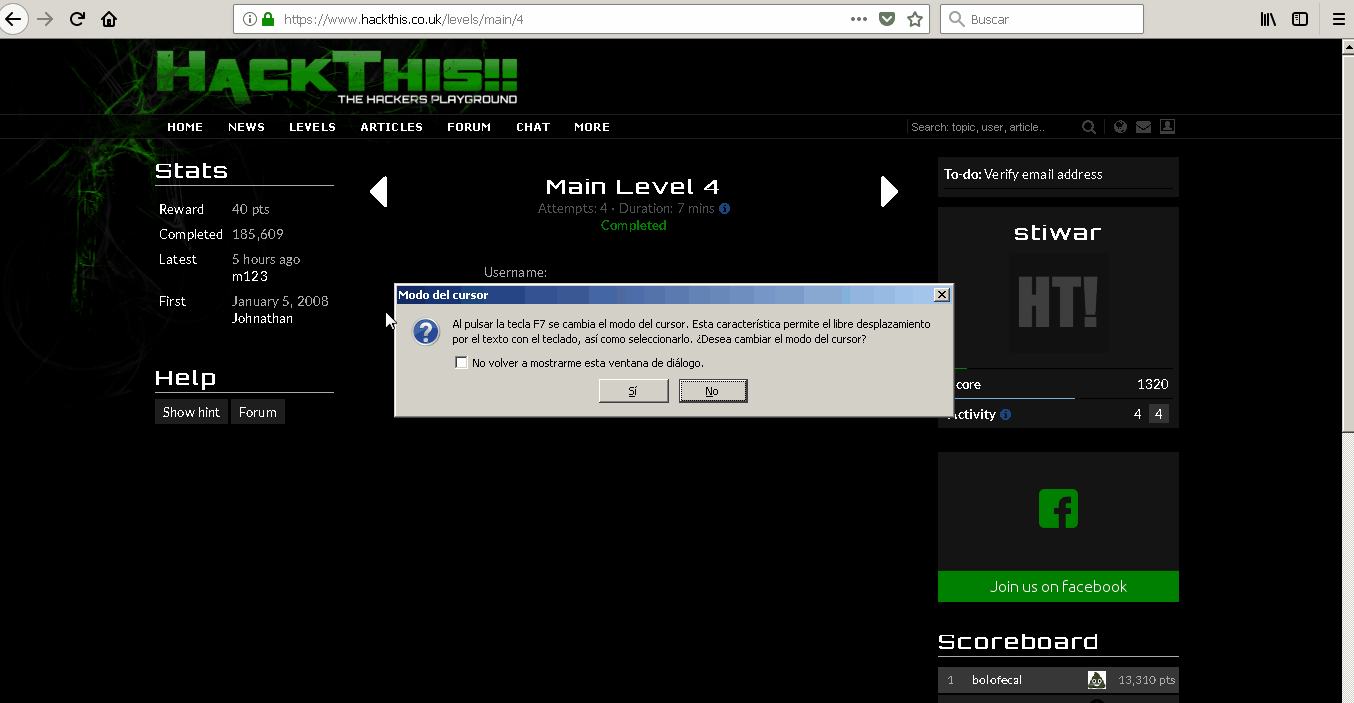 https://www.hackthis.co.uk/levels/main/4
Buscar
HACKTHIS!!
THE HACKERS PLAYGROUND
HOME NEWS LEVELS ARTICLES FORUM CHAT MORE
Search: topic, user, article..
Stats
Reward 40 pts
Completed 185,609
Latest 5 hours ago
m123
First January 5, 2008
Johnathan
Help
Show hint Forum
Main Level 4
Attempts: 4 · Duration: 7 mins
Completed
Username:
Modo del cursor
Al pulsar la tecla F7 se cambia el modo del cursor. Esta característica permite el libre desplazamiento
por el texto con el teclado, así como seleccionarlo. ¿Desea cambiar el modo del cursor?
No volver a mostrarme esta ventana de diálogo.
Sí No
To-do: Verify email address
stiwar
HT!
core 1320
Activity 4 4
Join us on facebook
Scoreboard
1 bolofecal 13,310 pts